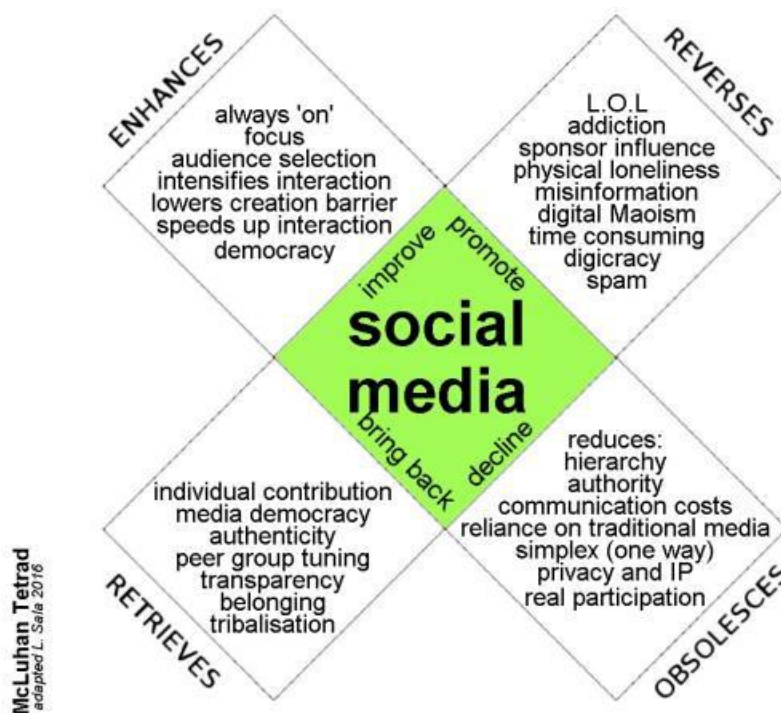 ENHANCES
always 'on'
focus
audience selection
intensifies interaction
lowers creation barrier
speeds up interaction
democracy
REVERSES
L.O.L
addiction
sponsor influence
physical loneliness
misinformation
digital Maoism
time consuming
digicracy
spam
improve
promote
social
media
bring back
decline
individual contribution
media democracy
authenticity
peer group tuning
transparency
belonging
tribalisation
RETRIEVES
reduces:
hierarchy
authority
communication costs
reliance on traditional media
simplex (one way)
privacy and IP
real participation
OBSOLESCES
McLuhan Tetrad
adapted L. Sala 2016